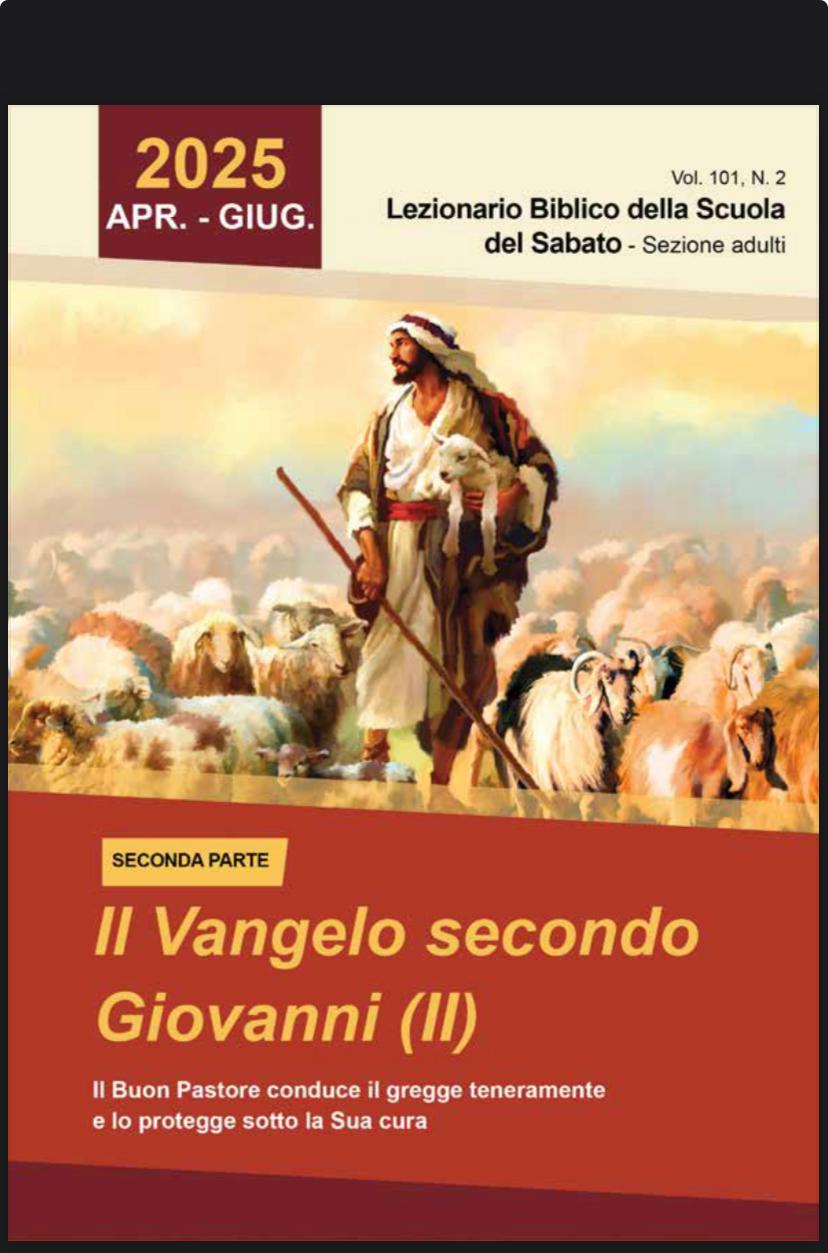 2025
APR. - GIUG.
Vol. 101, N. 2
Lezionario Biblico della Scuola
del Sabato - Sezione adulti
SECONDA PARTE
Il Vangelo secondo
Giovanni (II)
Il Buon Pastore conduce il gregge teneramente
e lo protegge sotto la Sua cura